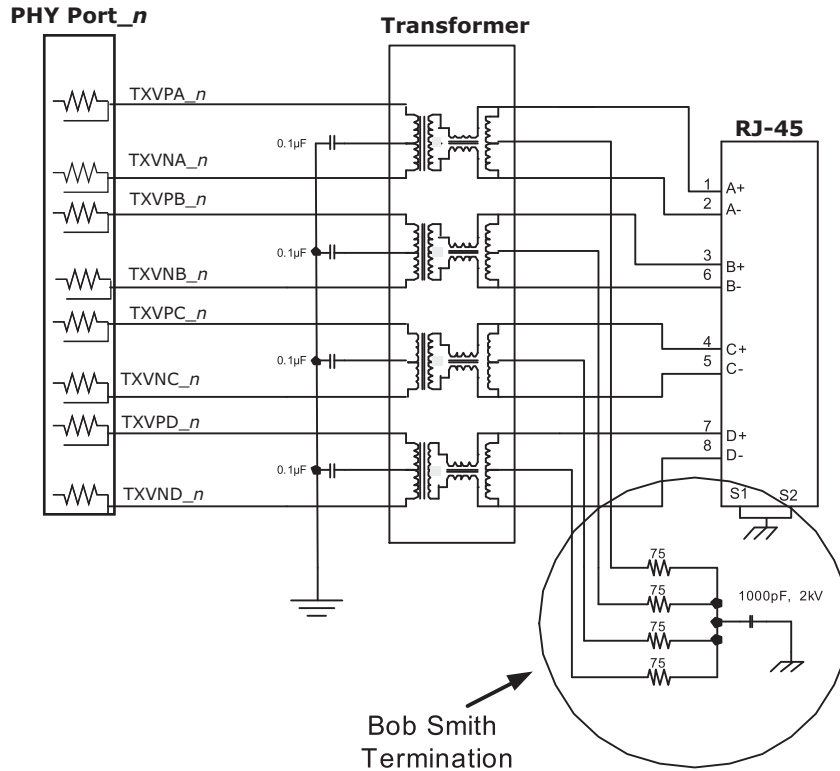 PHY Port_n
Transformer
TXVPA_n
0.1µF
TXVNA_n
TXVPB_n
0.1µF
TXVNB_n
TXVPC_n
0.1µF
TXVNC_n
TXVPD_n
0.1µF
TXVND_n
RJ-45
1 A+
2 A-
3 B+
6 B-
4 C+
5 C-
7 D+
8 D-
S1 S2
75
75
75
75
1000pF, 2kV
Bob Smith
Termination